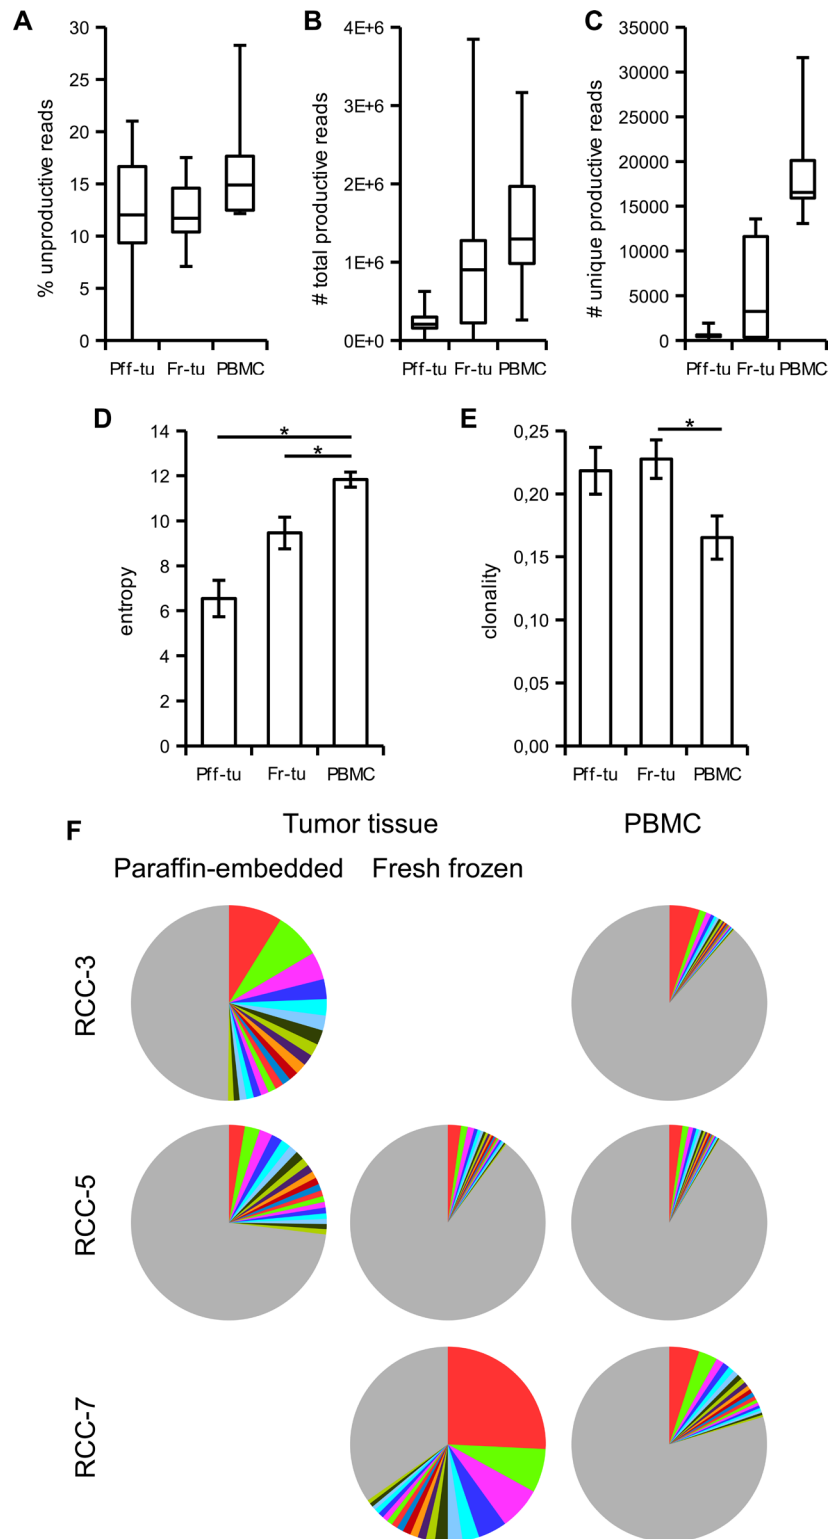 A
% unproductive reads
30
25
20
15
10
5
0
Pff-tu Fr-tu PBMC
B
# total productive reads
4E+6
3E+6
2E+6
1E+6
0E+0
Pff-tu Fr-tu PBMC
C
# unique productive reads
35000
30000
25000
20000
15000
10000
5000
0
Pff-tu Fr-tu PBMC
D
entropy
14
12
10
8
6
4
2
0
*
*
Pff-tu Fr-tu PBMC
E
clonality
0,25
0,20
0,15
0,10
0,05
0,00
*
Pff-tu Fr-tu PBMC
F
Tumor tissue PBMC
Paraffin-embedded Fresh frozen
RCC-3
RCC-5
RCC-7